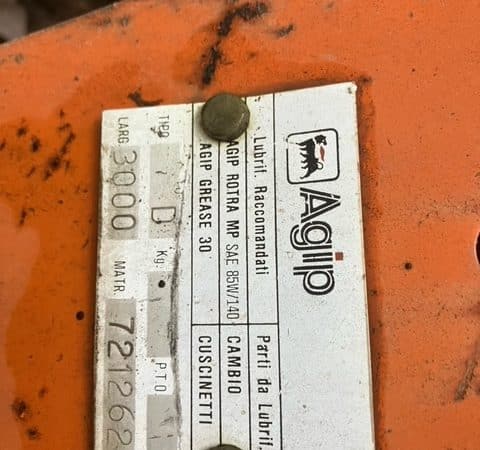 Agip
Lubrif. Raccomandati Parti da Lubrif.
AGIP ROTRA MP SAE 85W/140 CAMBIO
AGIP GREASE 30 CUSCINETTI
TIPO D Kg. P.T.O.
LARG 3000 MATR. 721262